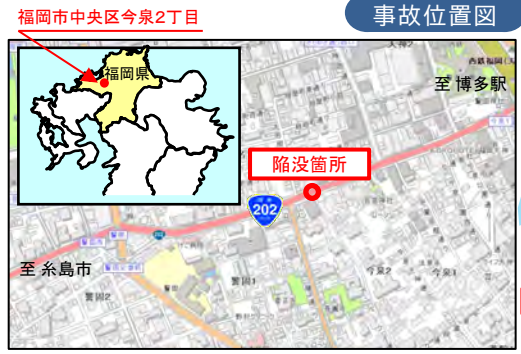 福岡市中央区今泉2丁目
事故位置図
福岡県
至 博多駅
陥没箇所
202
至 糸島市
警固1
今泉2
今泉1
警固2